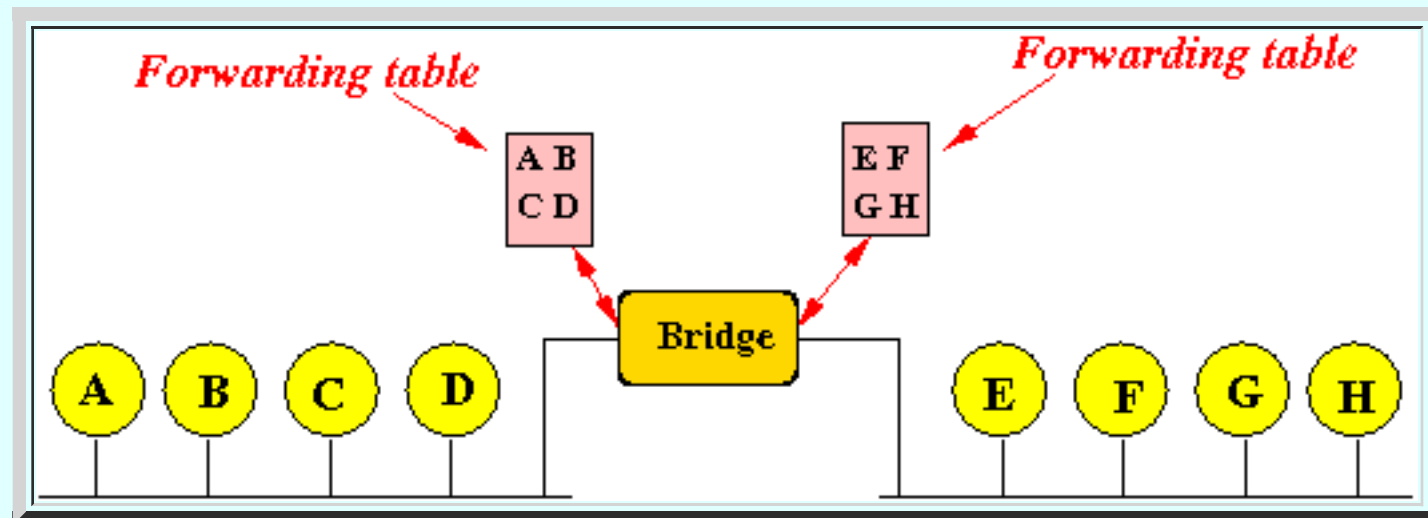 Forwarding table
Forwarding table
A B
C D
E F
G H
Bridge
A B C D E F G H